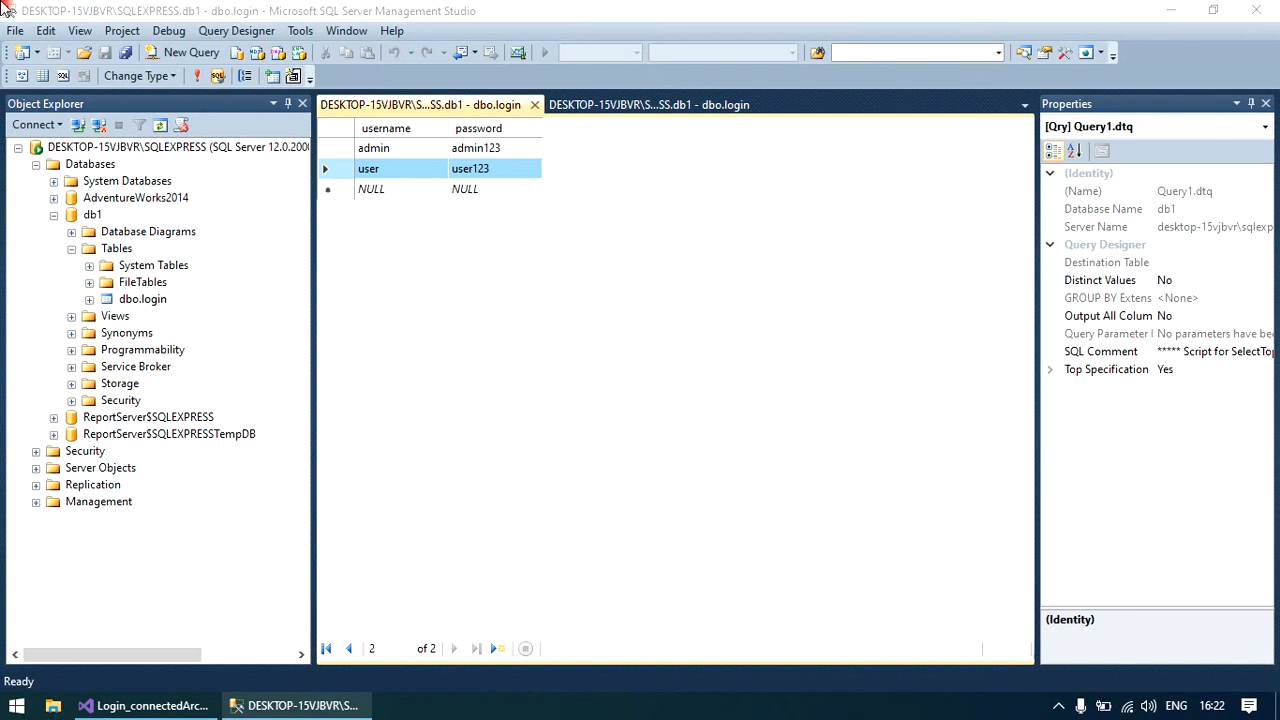 DESKTOP-15VJBVR\SQLEXPRESS.db1 - dbo.login - Microsoft SQL Server Management Studio
File Edit View Project Debug Query Designer Tools Window Help
New Query
Change Type
Object Explorer
DESKTOP-15VJBVR\S...SS.db1 - dbo.login
DESKTOP-15VJBVR\S...SS.db1 - dbo.login
Properties
Connect
[Qry] Query1.dtq
username password
admin admin123
user user123
NULL NULL
DESKTOP-15VJBVR\SQLEXPRESS (SQL Server 12.0.2000
Databases
System Databases
AdventureWorks2014
db1
Database Diagrams
Tables
System Tables
FileTables
dbo.login
Views
Synonyms
Programmability
Service Broker
Storage
Security
ReportServer$SQLEXPRESS
ReportServer$SQLEXPRESSTempDB
Security
Server Objects
Replication
Management
(Identity)
(Name) Query1.dtq
Database Name db1
Server Name desktop-15vjbvr\sqlexp
Query Designer
Destination Table
Distinct Values No
GROUP BY Extens <None>
Output All Colum No
Query Parameter No parameters have bee
SQL Comment ***** Script for SelectTop
Top Specification Yes
(Identity)
2 of 2
Ready
Login_connectedArc...
DESKTOP-15VJBVR\S...
ENG 16:22